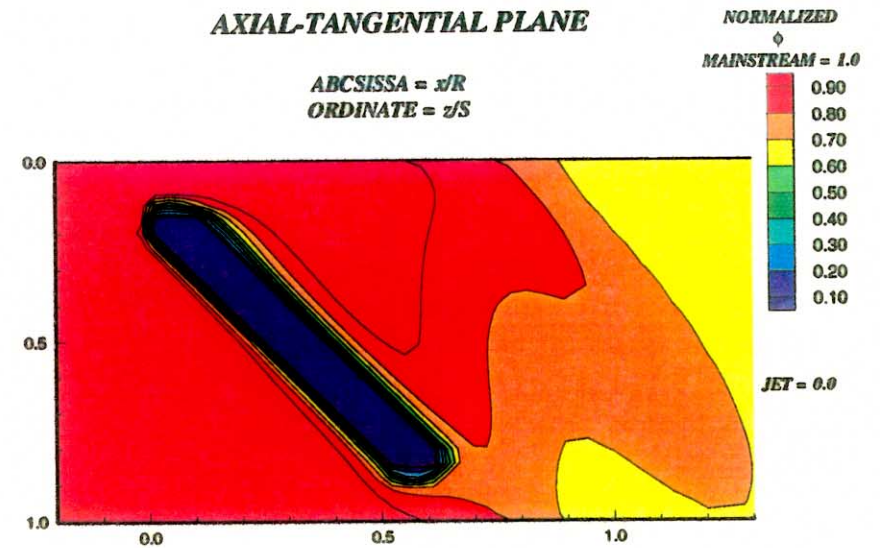 AXIAL-TANGENTIAL PLANE
ABCSISSA = x/R
ORDINATE = z/S
NORMALIZED
ϕ
MAINSTREAM = 1.0
0.90
0.80
0.70
0.60
0.50
0.40
0.30
0.20
0.10
JET = 0.0
0.0
0.5
1.0
0.0
0.5
1.0